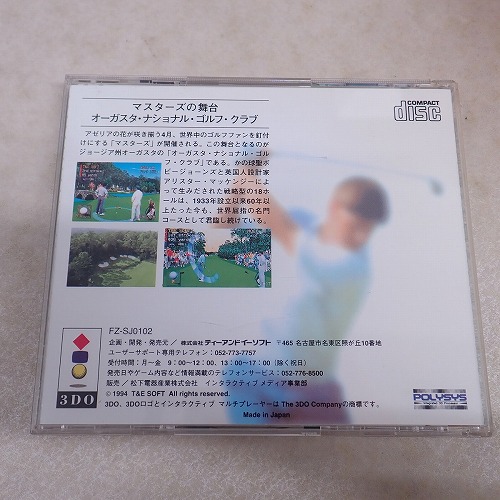 マスターズの舞台
オーガスタ・ナショナル・ゴルフ・クラブ
COMPACT
disc
アゼリアの花が咲き揃う4月、世界中のゴルフファンを釘付
けにする「マスターズ」が開催される。この舞台となるのが
ジョージア州オーガスタの「オーガスタ・ナショナル・ゴル
フ・クラブ」である。かの球聖ボ
ビージョーンズと英国人設計家
アリスター・マッケンジーによ
って生みだされた戦略型の18ホ
ールは、1933年設立以来60年以
上たった今も、世界屈指の名門
コースとして君臨し続けている。
FZ-SJ0102
企画・開発・発売元／株式会社ティーアンドイーソフト 〒465 名古屋市名東区照が丘10番地
ユーザーサポート専用テレフォン：052-773-7757
受付時間：月〜金 9：00〜12：00、13：00〜17：00（除く祝日）
発売日やゲーム内容など情報満載のテレフォンサービス：052-776-8500
販売／松下電器産業株式会社 インタラクティブ メディア事業部
© 1994 T&E SOFT All rights reserved.
3DO、3DOロゴとインタラクティブ マルチプレーヤーは The 3DO Companyの商標です。
Made in Japan
3DO
POLYSYS